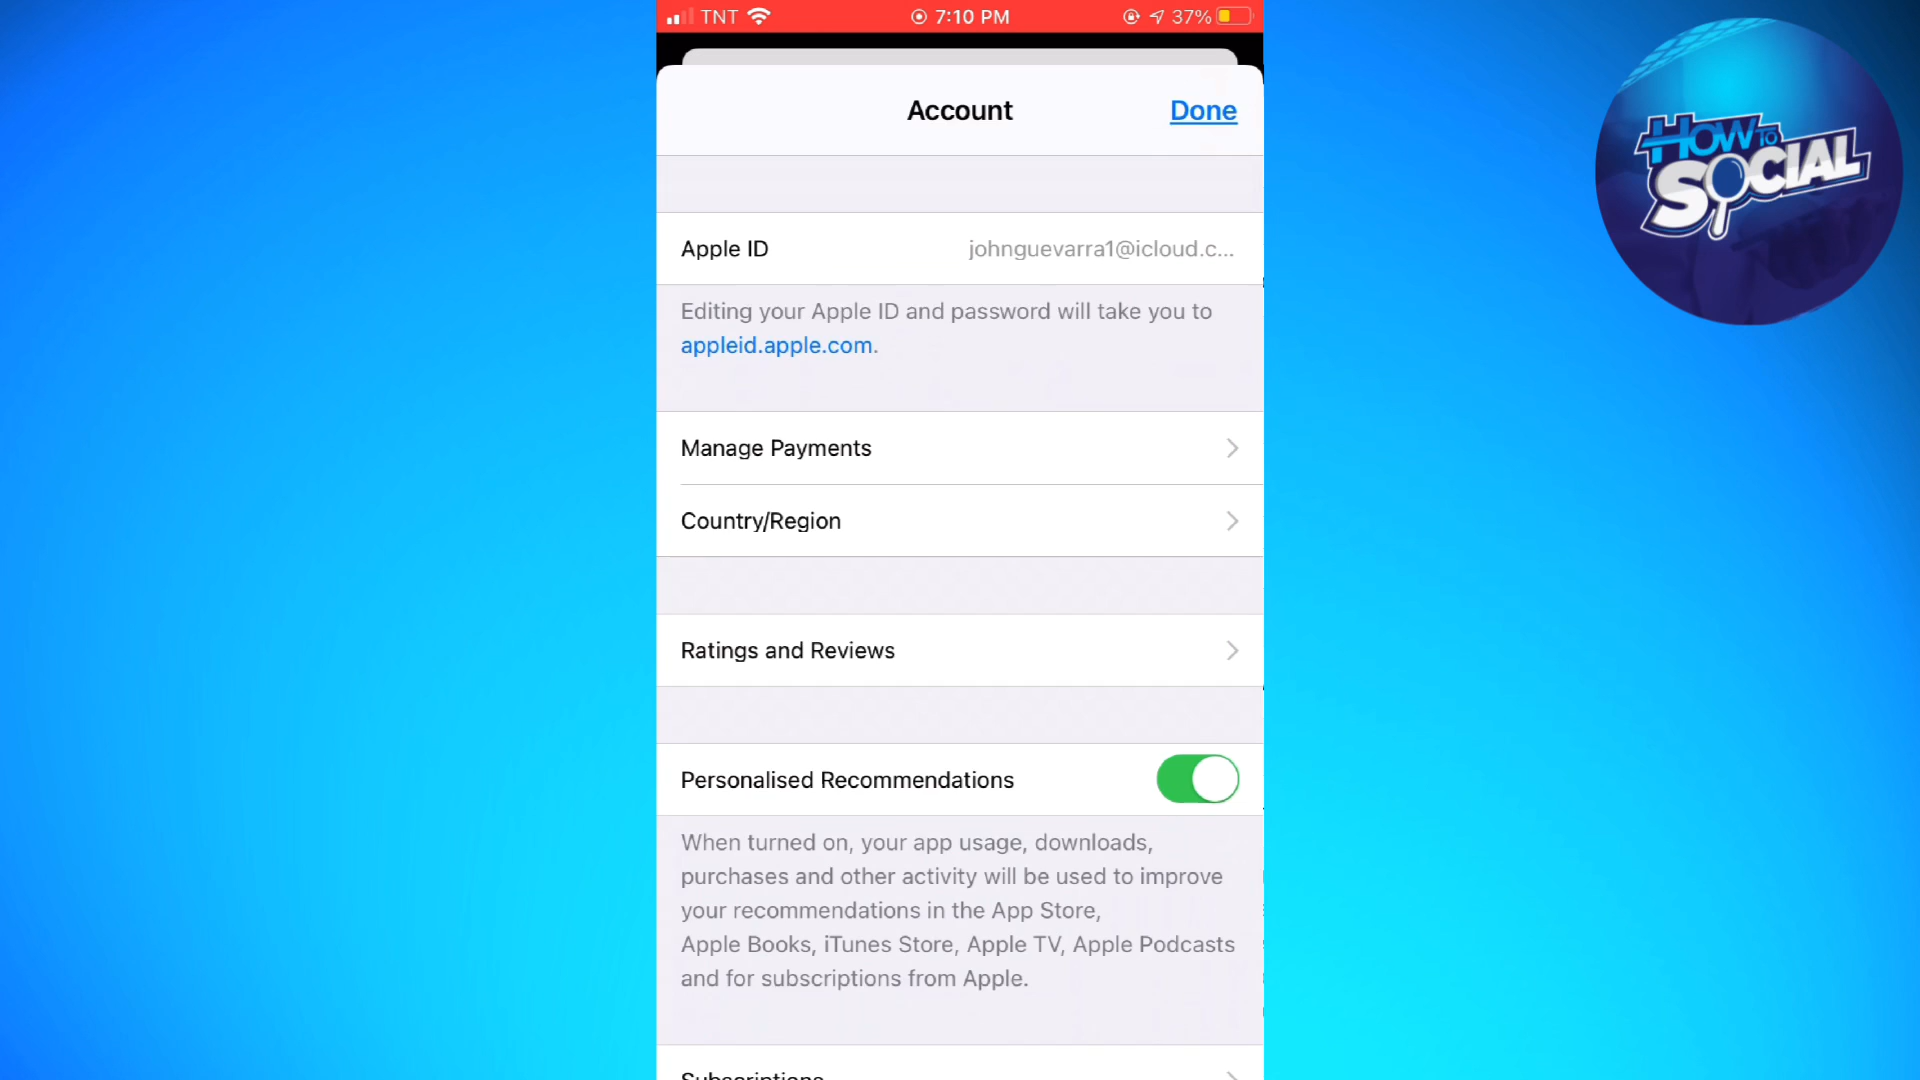 TNT 7:10 PM 37%
HOW TO
SOCIAL
Account Done
Apple ID johnguevarra1@icloud.c...
Editing your Apple ID and password will take you to
appleid.apple.com.
Manage Payments
Country/Region
Ratings and Reviews
Personalised Recommendations
When turned on, your app usage, downloads,
purchases and other activity will be used to improve
your recommendations in the App Store,
Apple Books, iTunes Store, Apple TV, Apple Podcasts
and for subscriptions from Apple.
Subscriptions